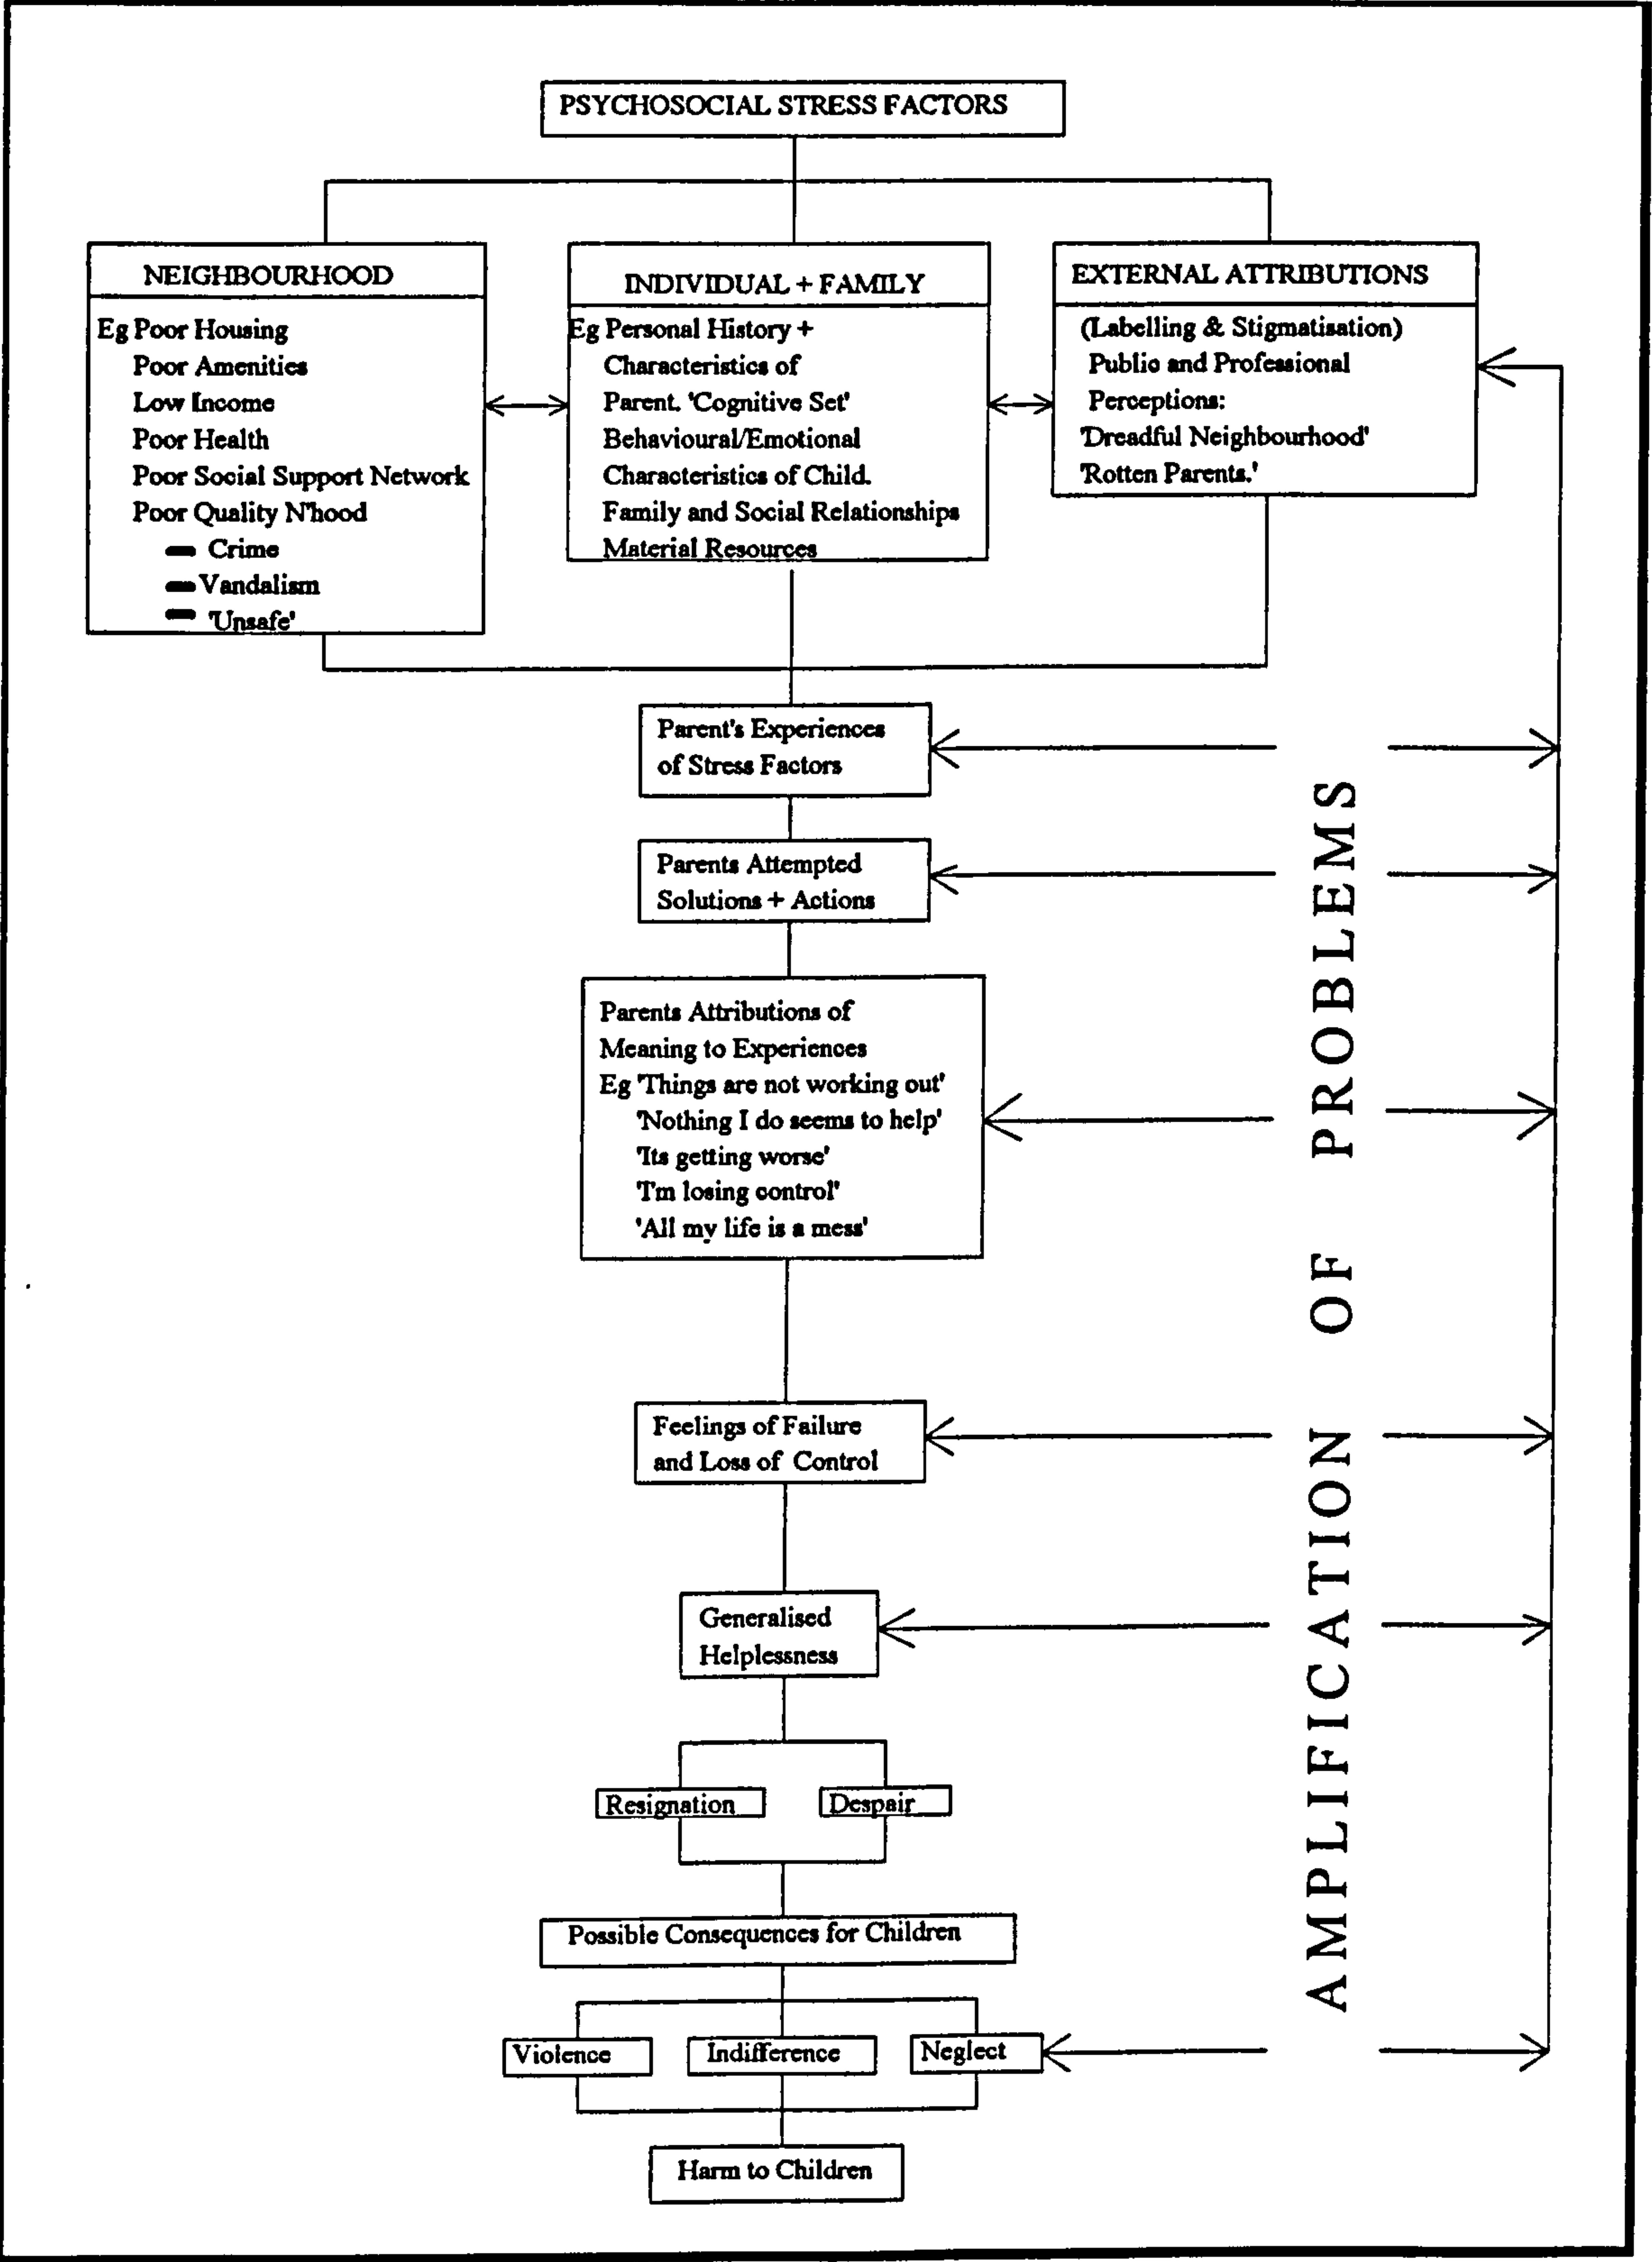 PSYCHOSOCIAL STRESS FACTORS
NEIGHBOURHOOD
Eg Poor Housing
Poor Amenities
Low Income
Poor Health
Poor Social Support Network
Poor Quality N'hood
- Crime
- Vandalism
- 'Unsafe'
INDIVIDUAL + FAMILY
Eg Personal History +
Characteristics of
Parent. 'Cognitive Set'
Behavioural/Emotional
Characteristics of Child.
Family and Social Relationships
Material Resources
EXTERNAL ATTRIBUTIONS
(Labelling & Stigmatisation)
Public and Professional
Perceptions:
'Dreadful Neighbourhood'
'Rotten Parents.'
Parent's Experiences
of Stress Factors
Parents Attempted
Solutions + Actions
Parents Attributions of
Meaning to Experiences
Eg 'Things are not working out'
'Nothing I do seems to help'
'Its getting worse'
'I'm losing control'
'All my life is a mess'
Feelings of Failure
and Loss of Control
Generalised
Helplessness
Resignation
Despair
Possible Consequences for Children
Violence
Indifference
Neglect
Harm to Children
AMPLIFICATION OF PROBLEMS